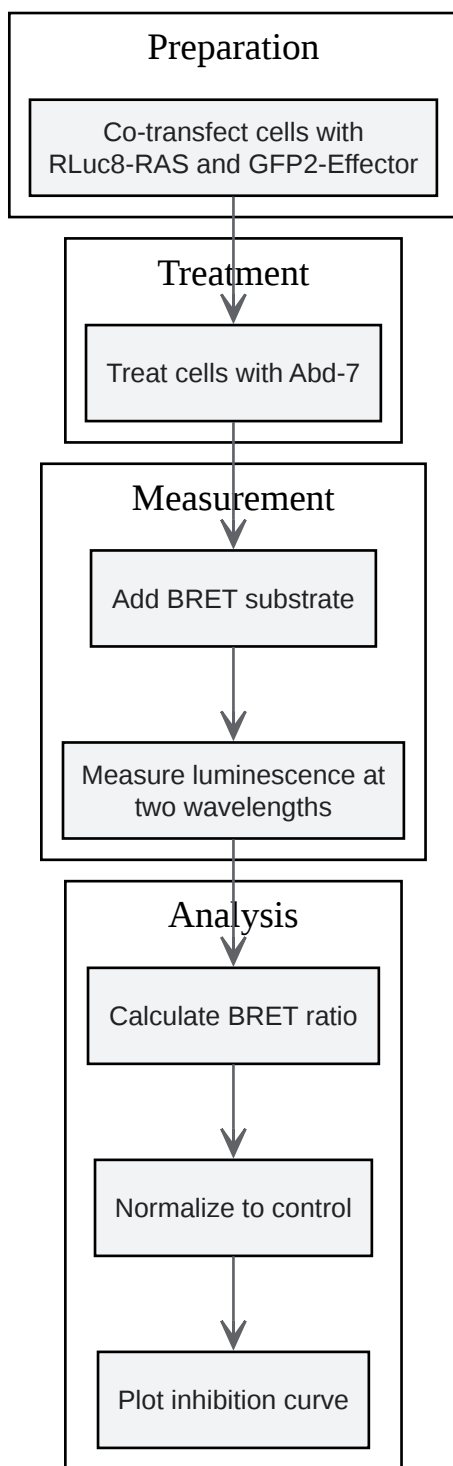 Preparation
Co-transfect cells with
RLuc8-RAS and GFP2-Effector
Treatment
Treat cells with Abd-7
Measurement
Add BRET substrate
Measure luminescence at
two wavelengths
Analysis
Calculate BRET ratio
Normalize to control
Plot inhibition curve